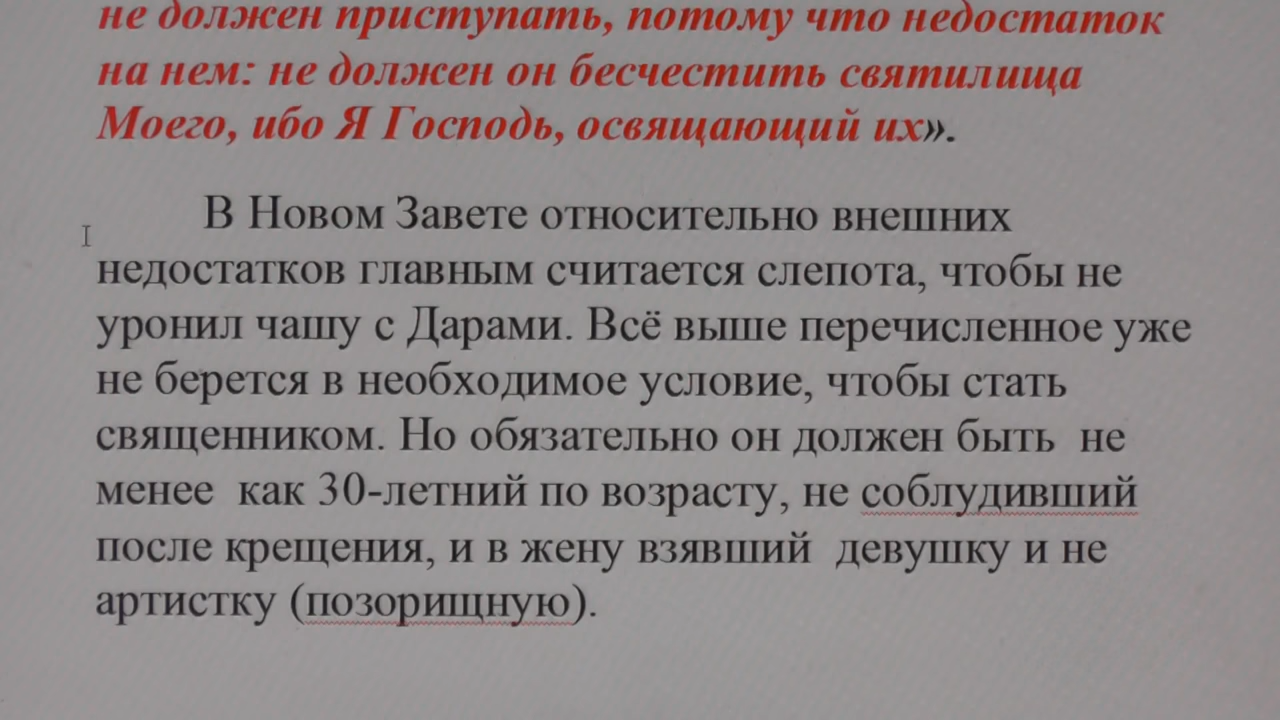 не должен приступать, потому что недостаток
на нем: не должен он бесчестить святилища
Моего, ибо Я Господь, освящающий их».
В Новом Завете относительно внешних
недостатков главным считается слепота, чтобы не
уронил чашу с Дарами. Всё выше перечисленное уже
не берется в необходимое условие, чтобы стать
священником. Но обязательно он должен быть  не
менее  как 30-летний по возрасту, не соблудивший
после крещения, и в жену взявший  девушку и не
артистку (позорищную).